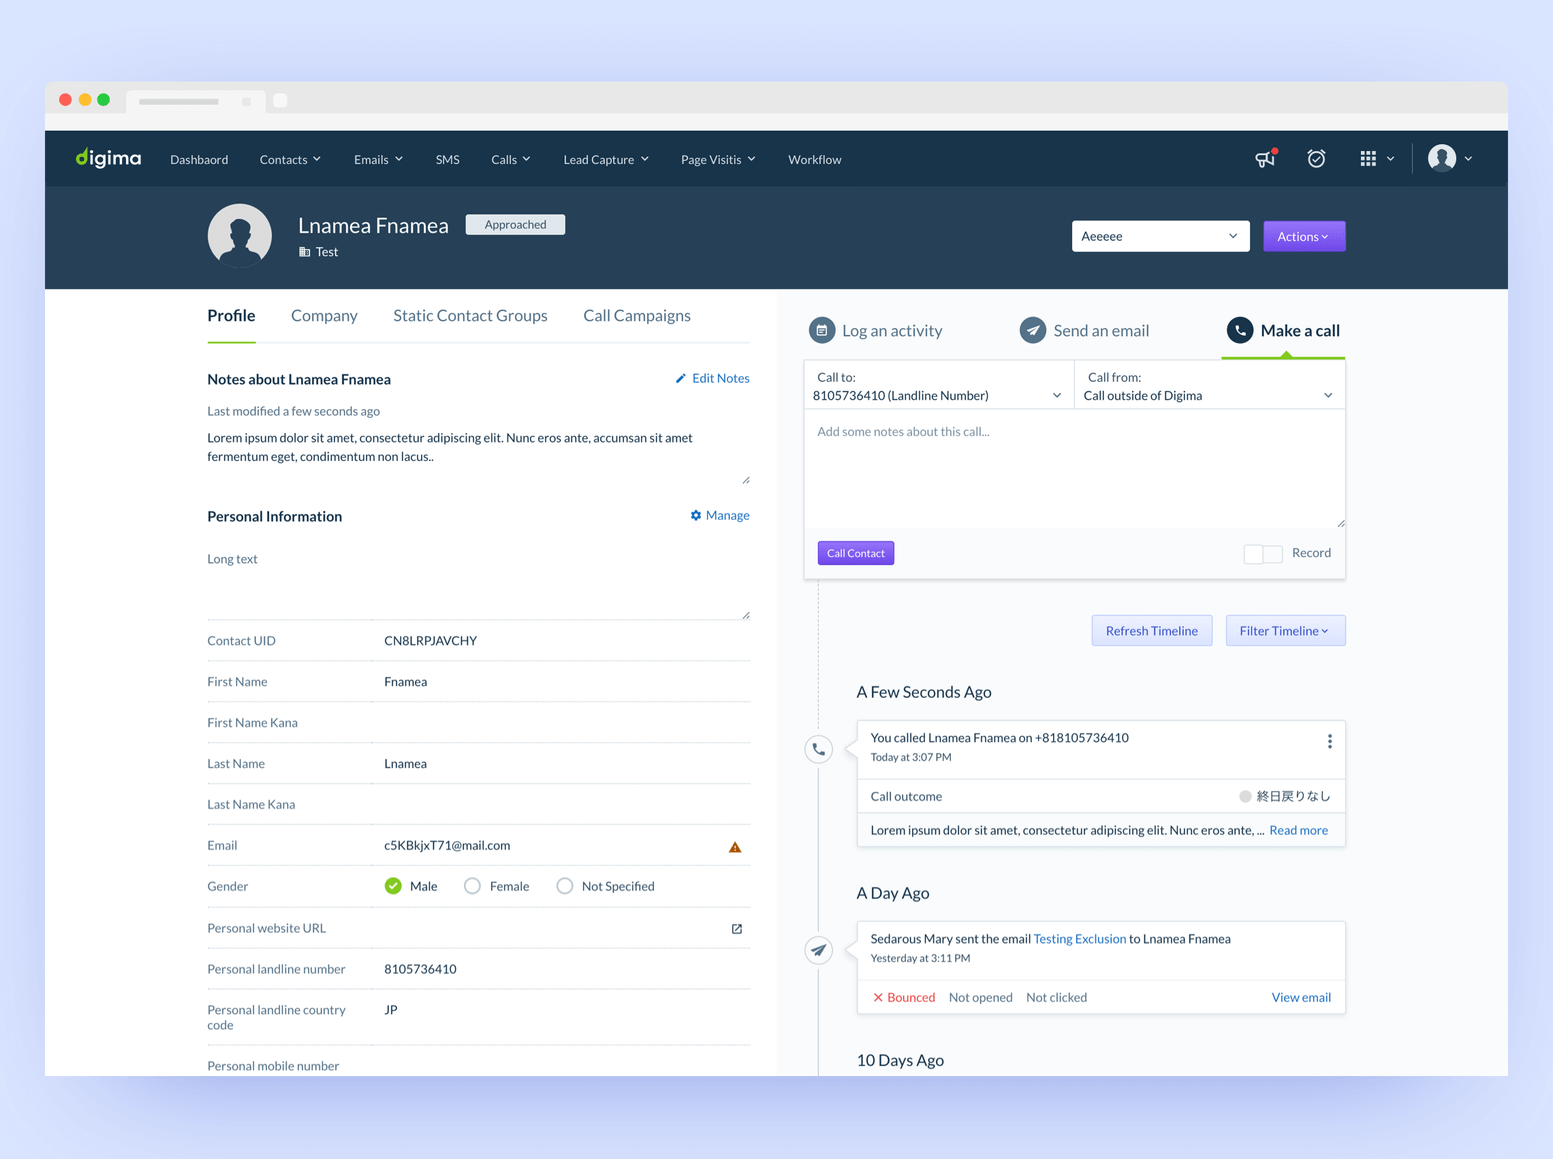 digima
Dashbaord
Contacts
Emails
SMS
Calls
Lead Capture
Page Visitis
Workflow
Lnamea Fnamea
Approached
Test
Aeeeee
Actions
Profile
Company
Static Contact Groups
Call Campaigns
Notes about Lnamea Fnamea
Edit Notes
Last modified a few seconds ago
Lorem ipsum dolor sit amet, consectetur adipiscing elit. Nunc eros ante, accumsan sit amet
fermentum eget, condimentum non lacus..
Personal Information
Manage
Long text
Contact UID
CN8LRPJAVCHY
First Name
Fnamea
First Name Kana
Last Name
Lnamea
Last Name Kana
Email
c5KBkjxT71@mail.com
Gender
Male
Female
Not Specified
Personal website URL
Personal landline number
8105736410
Personal landline country
code
JP
Personal mobile number
Log an activity
Send an email
Make a call
Call to:
8105736410 (Landline Number)
Call from:
Call outside of Digima
Add some notes about this call...
Call Contact
Record
Refresh Timeline
Filter Timeline
A Few Seconds Ago
You called Lnamea Fnamea on +818105736410
Today at 3:07 PM
Call outcome
終日戻りなし
Lorem ipsum dolor sit amet, consectetur adipiscing elit. Nunc eros ante, ... Read more
A Day Ago
Sedarous Mary sent the email Testing Exclusion to Lnamea Fnamea
Yesterday at 3:11 PM
Bounced
Not opened
Not clicked
View email
10 Days Ago